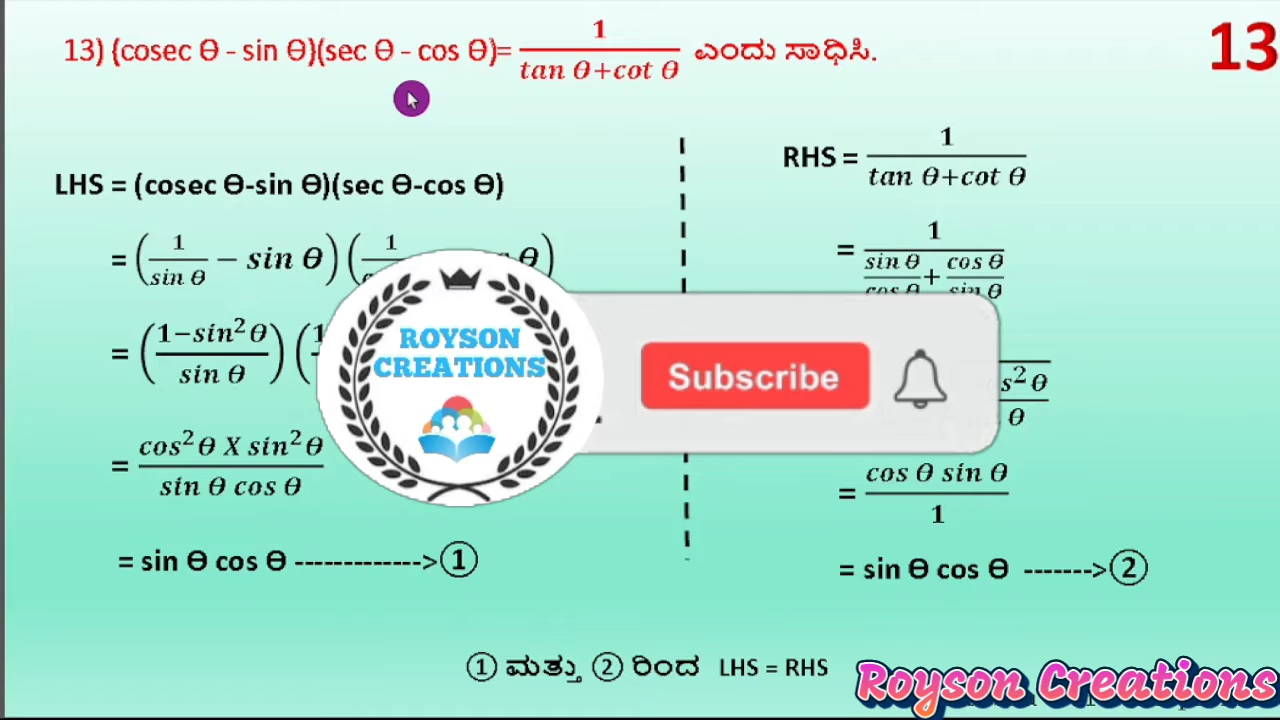 13) (cosec Ɵ - sin Ɵ)(sec Ɵ - cos Ɵ)= 1 / tan θ+cot θ ಎಂದು ಸಾಧಿಸಿ.
13
LHS = (cosec Ɵ-sin Ɵ)(sec Ɵ-cos Ɵ)
= (1 / sin θ − sin θ) (1 θ)
= (1−sin²θ / sin θ) (1
= cos²θ X sin²θ / sin θ cos θ
= sin Ɵ cos Ɵ ------------->①
RHS = 1 / tan θ+cot θ
= 1 / sin θ / cos θ + cos θ / sin θ
s²θ / θ
= cos θ sin θ / 1
= sin Ɵ cos Ɵ ------->②
ROYSON
CREATIONS
Subscribe
① ಮತ್ತು ② ರಿಂದ LHS = RHS
Royson Creations